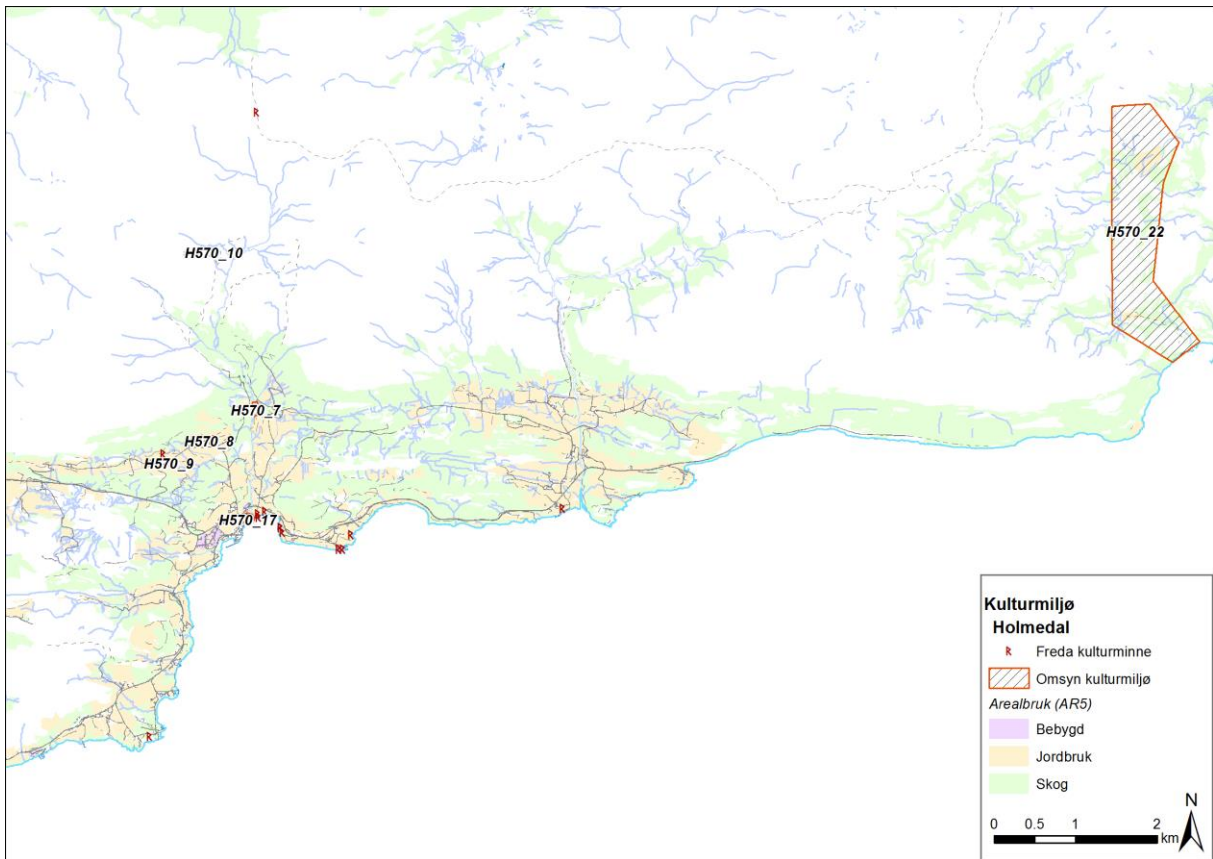 H570_22
H570_10
H570_7
H570_8
H570_9
H570_17
Kulturmiljø
Holmedal
R Freda kulturminne
Omsyn kulturmiljø
Arealbruk (AR5)
Bebygd
Jordbruk
Skog
N
0 0.5 1 2
km